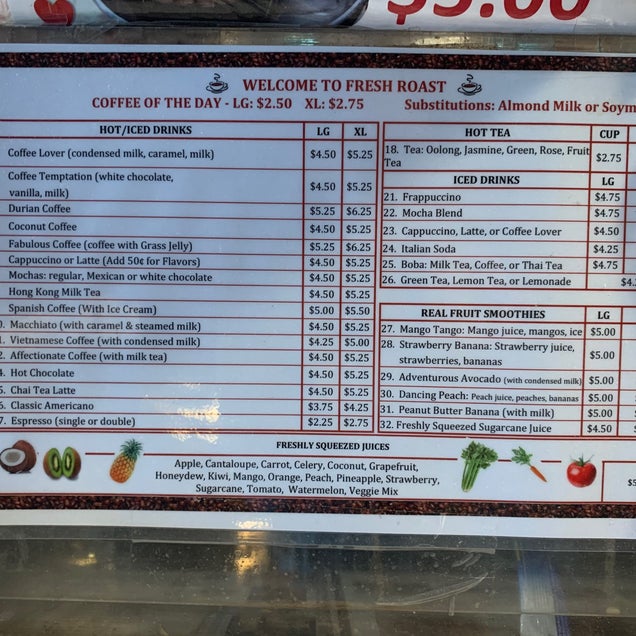 $3.00
WELCOME TO FRESH ROAST
COFFEE OF THE DAY - LG: $2.50 XL: $2.75
Substitutions: Almond Milk or Soym
HOT/ICED DRINKS LG XL
Coffee Lover (condensed milk, caramel, milk) $4.50 $5.25
Coffee Temptation (white chocolate,
vanilla, milk) $4.50 $5.25
Durian Coffee $5.25 $6.25
Coconut Coffee $4.50 $5.25
Fabulous Coffee (coffee with Grass Jelly) $5.25 $6.25
Cappuccino or Latte (Add 50¢ for Flavors) $4.50 $5.25
Mochas: regular, Mexican or white chocolate $4.50 $5.25
Hong Kong Milk Tea $4.50 $5.25
Spanish Coffee (With Ice Cream) $5.00 $5.50
0. Macchiato (with caramel & steamed milk) $4.50 $5.25
1. Vietnamese Coffee (with condensed milk) $4.25 $5.00
2. Affectionate Coffee (with milk tea) $4.50 $5.25
4. Hot Chocolate $4.50 $5.25
5. Chai Tea Latte $4.50 $5.25
6. Classic Americano $3.75 $4.25
7. Espresso (single or double) $2.25 $2.75
HOT TEA CUP
18. Tea: Oolong, Jasmine, Green, Rose, Fruit
Tea $2.75
ICED DRINKS LG
21. Frappuccino $4.75
22. Mocha Blend $4.75
23. Cappuccino, Latte, or Coffee Lover $4.50
24. Italian Soda $4.25
25. Boba: Milk Tea, Coffee, or Thai Tea $4.75
26. Green Tea, Lemon Tea, or Lemonade $4.
REAL FRUIT SMOOTHIES LG
27. Mango Tango: Mango juice, mangos, ice $5.00
28. Strawberry Banana: Strawberry juice,
strawberries, bananas $5.00
29. Adventurous Avocado (with condensed milk) $5.00
30. Dancing Peach: Peach juice, peaches, bananas $5.00
31. Peanut Butter Banana (with milk) $5.00
32. Freshly Squeezed Sugarcane Juice $4.50
FRESHLY SQUEEZED JUICES
Apple, Cantaloupe, Carrot, Celery, Coconut, Grapefruit,
Honeydew, Kiwi, Mango, Orange, Peach, Pineapple, Strawberry,
Sugarcane, Tomato, Watermelon, Veggie Mix
$5